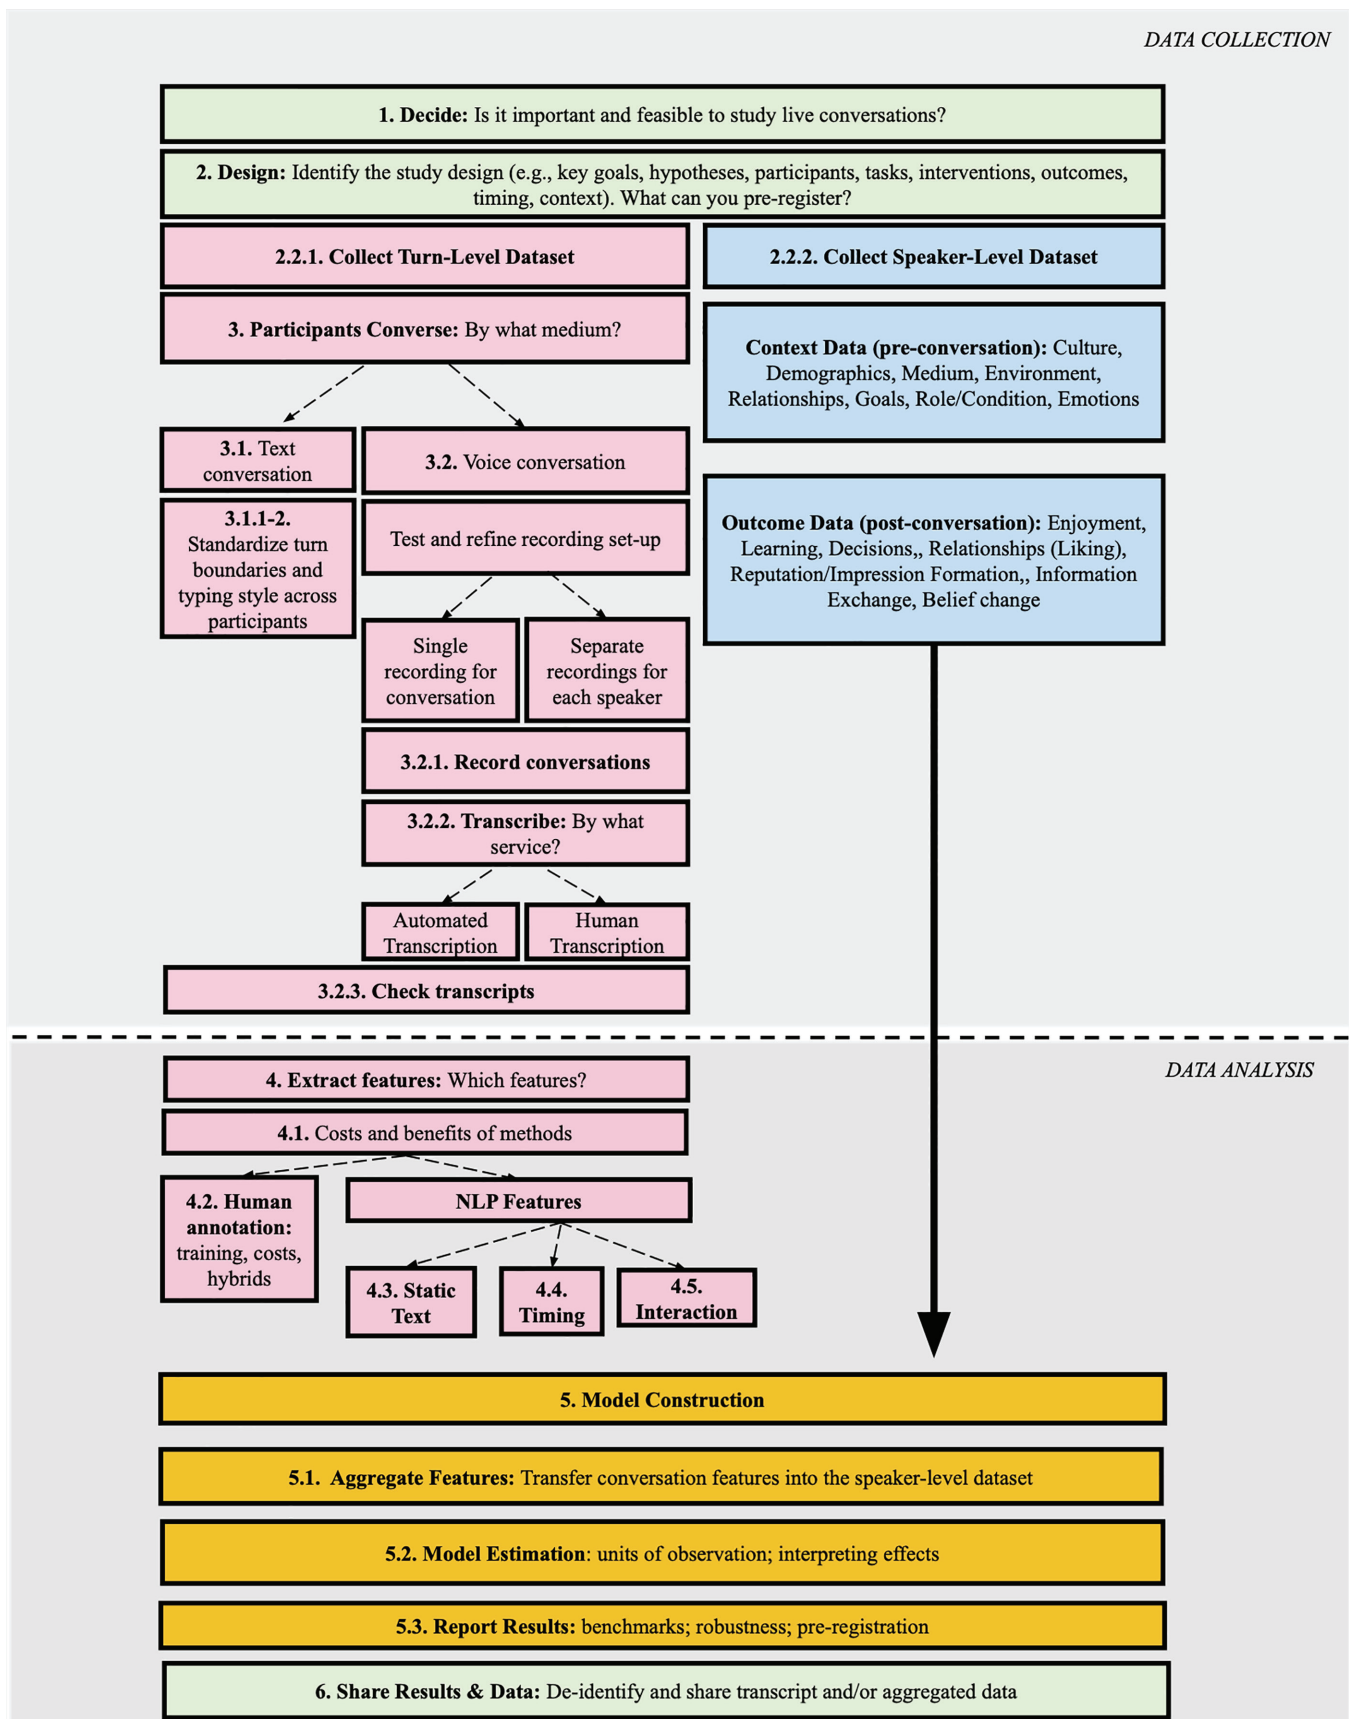 DATA COLLECTION
1. Decide: Is it important and feasible to study live conversations?
2. Design: Identify the study design (e.g., key goals, hypotheses, participants, tasks, interventions, outcomes,
timing, context). What can you pre-register?
2.2.1. Collect Turn-Level Dataset
3. Participants Converse: By what medium?
3.1. Text
conversation
3.1.1-2.
Standardize turn
boundaries and
typing style across
participants
3.2. Voice conversation
Test and refine recording set-up
Single
recording for
conversation
Separate
recordings for
each speaker
3.2.1. Record conversations
3.2.2. Transcribe: By what
service?
Automated
Transcription
Human
Transcription
3.2.3. Check transcripts
2.2.2. Collect Speaker-Level Dataset
Context Data (pre-conversation): Culture,
Demographics, Medium, Environment,
Relationships, Goals, Role/Condition, Emotions
Outcome Data (post-conversation): Enjoyment,
Learning, Decisions,, Relationships (Liking),
Reputation/Impression Formation,, Information
Exchange, Belief change
DATA ANALYSIS
4. Extract features: Which features?
4.1. Costs and benefits of methods
4.2. Human
annotation:
training, costs,
hybrids
NLP Features
4.3. Static
Text
4.4.
Timing
4.5.
Interaction
5. Model Construction
5.1. Aggregate Features: Transfer conversation features into the speaker-level dataset
5.2. Model Estimation: units of observation; interpreting effects
5.3. Report Results: benchmarks; robustness; pre-registration
6. Share Results & Data: De-identify and share transcript and/or aggregated data